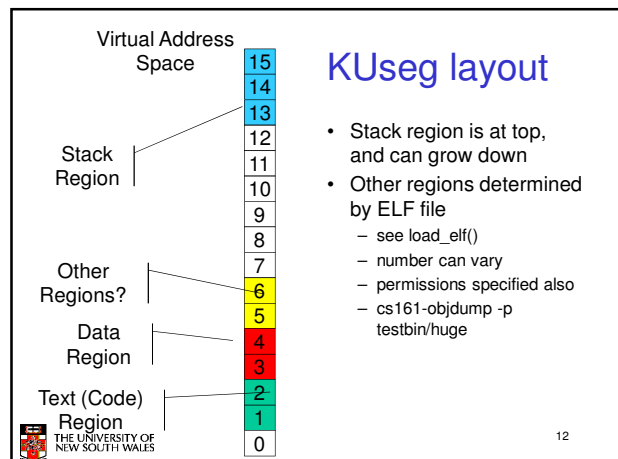 Virtual Address
Space
15
14
13
12
11
10
9
8
7
6
5
4
3
2
1
0
Stack
Region
Other
Regions?
Data
Region
Text (Code)
Region
THE UNIVERSITY OF
NEW SOUTH WALES
KUseg layout
• Stack region is at top,
and can grow down
• Other regions determined
by ELF file
– see load_elf()
– number can vary
– permissions specified also
– cs161-objdump -p
testbin/huge
12